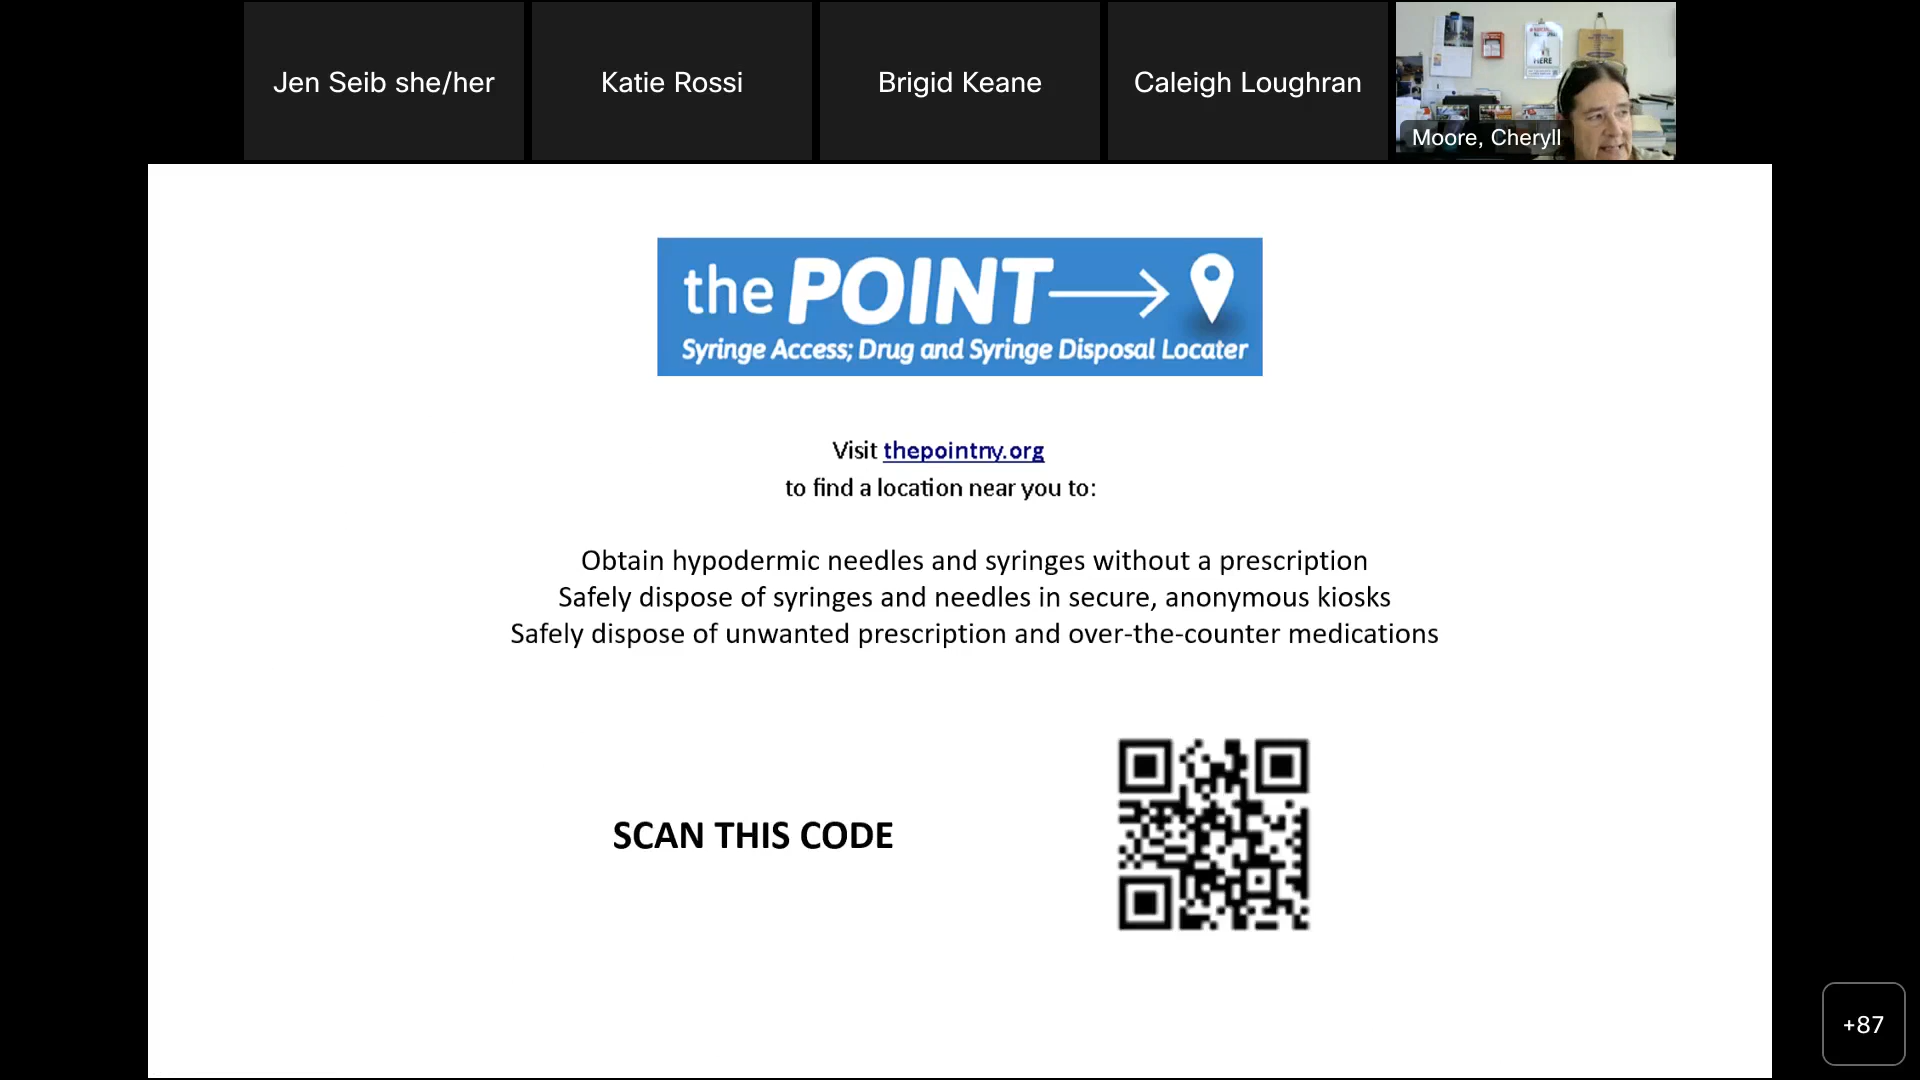 Jen Seib she/her
Katie Rossi
Brigid Keane
Caleigh Loughran
HERE
Moore, Cheryll
the POINT
Syringe Access; Drug and Syringe Disposal Locater
Visit thepointny.org
to find a location near you to:
Obtain hypodermic needles and syringes without a prescription
Safely dispose of syringes and needles in secure, anonymous kiosks
Safely dispose of unwanted prescription and over-the-counter medications
SCAN THIS CODE
+87